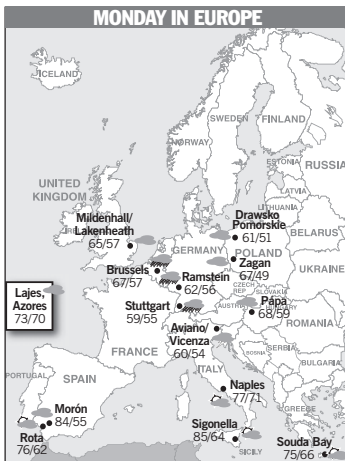 MONDAY IN EUROPE
ICELAND
SWEDEN
FINLAND
NORWAY
ESTONIA
RUSSIA
LATVIA
LITHUANIA
UNITED
KINGDOM
Mildenhall/
Lakenheath
65/57
Drawsko
Pomorskie
61/51
BELARUS
GERMANY
POLAND
Zagan
67/49
Brussels
67/57
Ramstein
62/56
CZECH
REP.
SLOVAKIA
UKRAINE
Lajes,
Azores
73/70
Stuttgart
59/55
AUSTRIA
Pápa
68/59
HUNGARY
ROMANIA
Aviano/
Vicenza
60/54
FRANCE
BOSNIA
SERBIA
BULGARIA
ITALY
PORTUGAL
SPAIN
Naples
77/71
Morón
84/55
GREECE
Rota
76/62
Sigonella
85/64
SICILY
Souda Bay
75/66